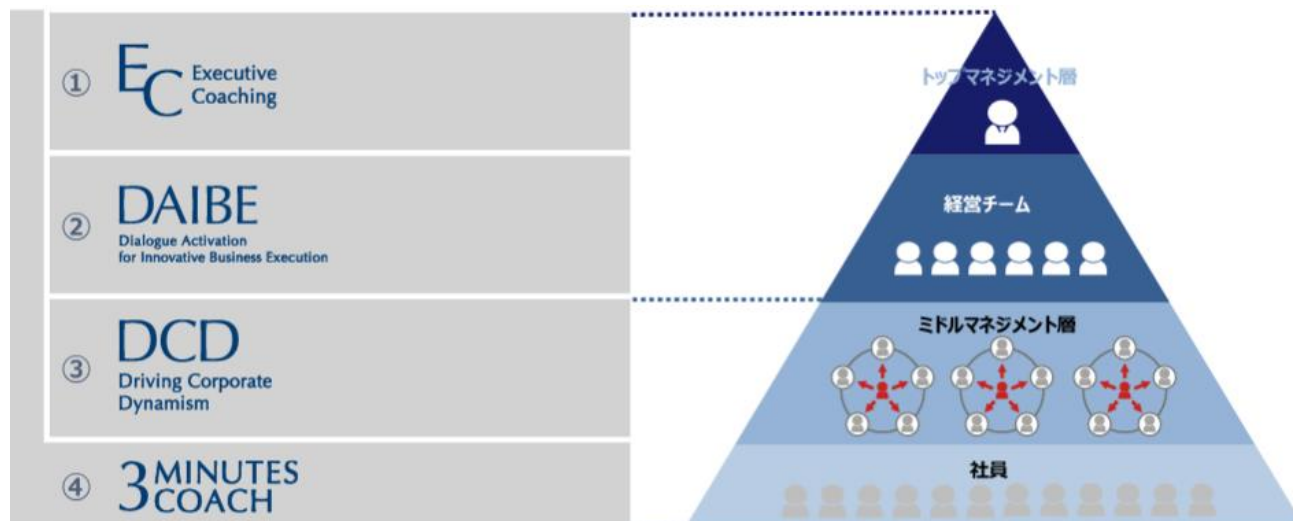 ① EC Executive
Coaching
トップマネジメント層
② DAIBE
Dialogue Activation
for Innovative Business Execution
経営チーム
③ DCD
Driving Corporate
Dynamism
ミドルマネジメント層
④ 3 MINUTES
COACH
社員